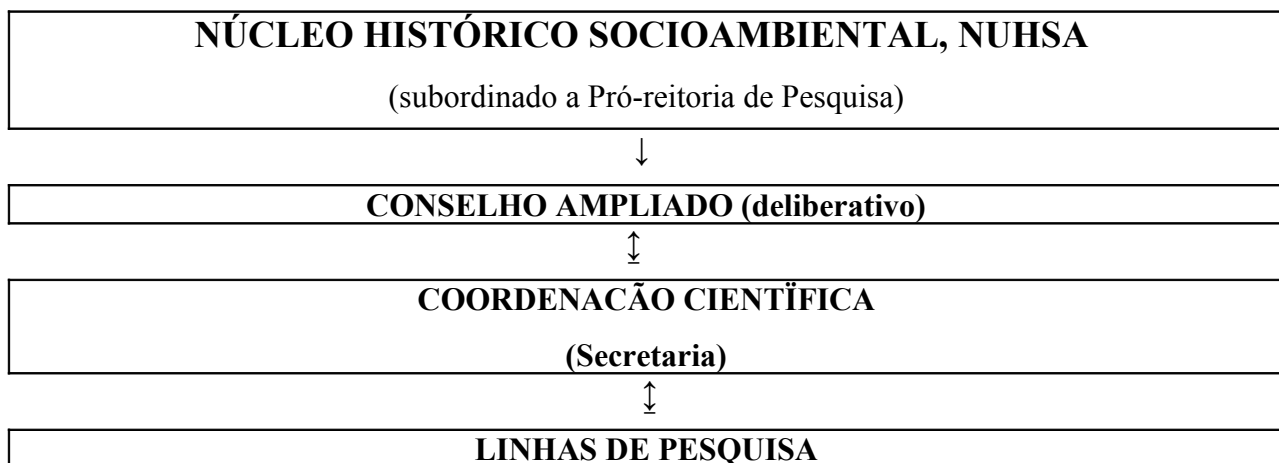 NÚCLEO HISTÓRICO SOCIOAMBIENTAL, NUHSA
(subordinado a Pró-reitoria de Pesquisa)
↓
CONSELHO AMPLIADO (deliberativo)
↨
COORDENACÃO CIENTÏFICA
(Secretaria)
↨
LINHAS DE PESQUISA